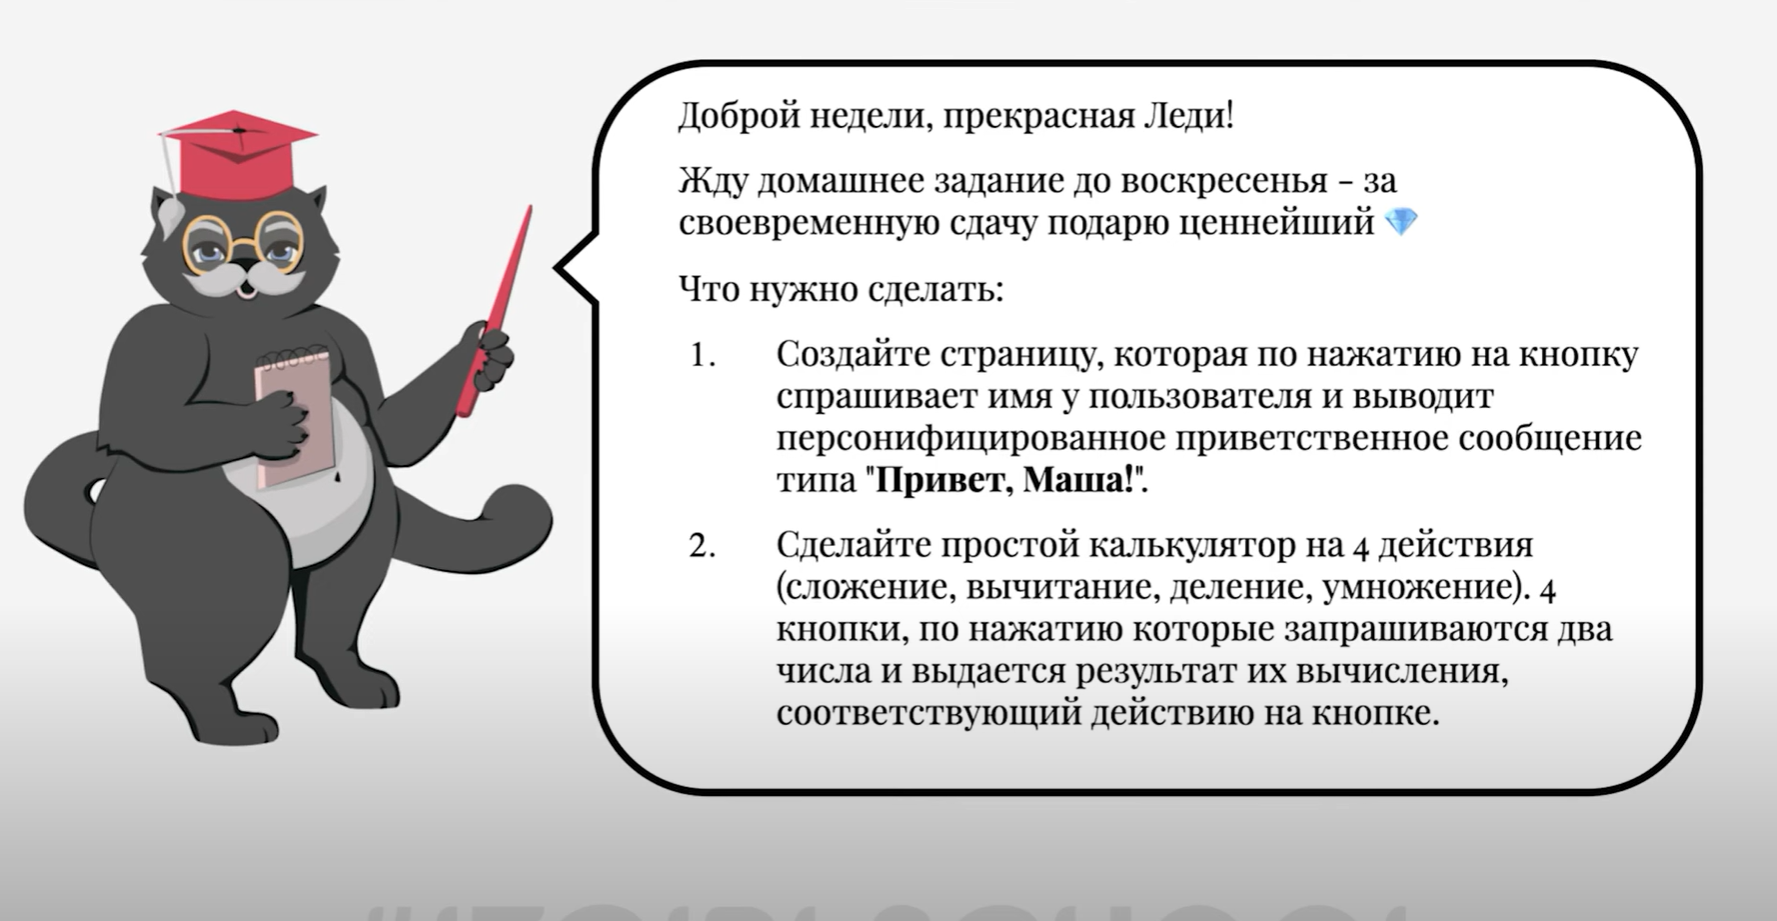 Доброй недели, прекрасная Леди!
Жду домашнее задание до воскресенья – за
своевременную сдачу подарю ценнейший 💎
Что нужно сделать:
1. Создайте страницу, которая по нажатию на кнопку
спрашивает имя у пользователя и выводит
персонифицированное приветственное сообщение
типа "Привет, Маша!".
2. Сделайте простой калькулятор на 4 действия
(сложение, вычитание, деление, умножение). 4
кнопки, по нажатию которые запрашиваются два
числа и выдается результат их вычисления,
соответствующий действию на кнопке.